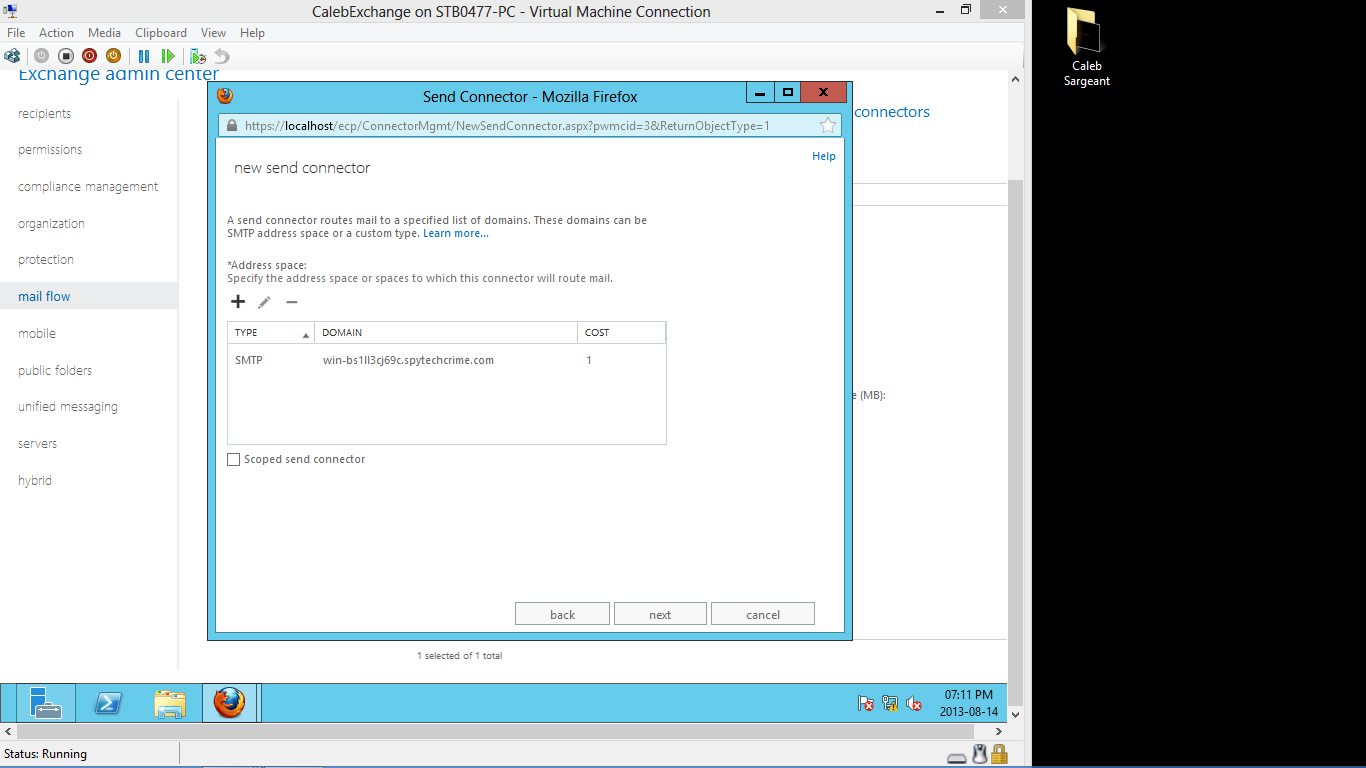 CalebExchange on STB0477-PC - Virtual Machine Connection
File Action Media Clipboard View Help
Exchange admin center
recipients
permissions
compliance management
organization
protection
mail flow
mobile
public folders
unified messaging
servers
hybrid
connectors
e (MB):
Send Connector - Mozilla Firefox
https://localhost/ecp/ConnectorMgmt/NewSendConnector.aspx?pwmcid=3&ReturnObjectType=1
Help
new send connector
A send connector routes mail to a specified list of domains. These domains can be
SMTP address space or a custom type. Learn more...
*Address space:
Specify the address space or spaces to which this connector will route mail.
TYPE DOMAIN COST
SMTP win-bs1ll3cj69c.spytechcrime.com 1
Scoped send connector
back next cancel
1 selected of 1 total
07:11 PM
2013-08-14
Status: Running
Caleb
Sargeant